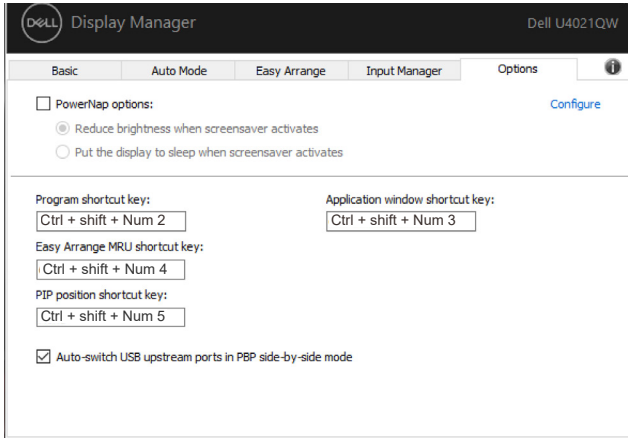 DELL Display Manager Dell U4021QW
Basic Auto Mode Easy Arrange Input Manager Options
PowerNap options: Configure
Reduce brightness when screensaver activates
Put the display to sleep when screensaver activates
Program shortcut key: Application window shortcut key:
Ctrl + shift + Num 2 Ctrl + shift + Num 3
Easy Arrange MRU shortcut key:
Ctrl + shift + Num 4
PIP position shortcut key:
Ctrl + shift + Num 5
Auto-switch USB upstream ports in PBP side-by-side mode